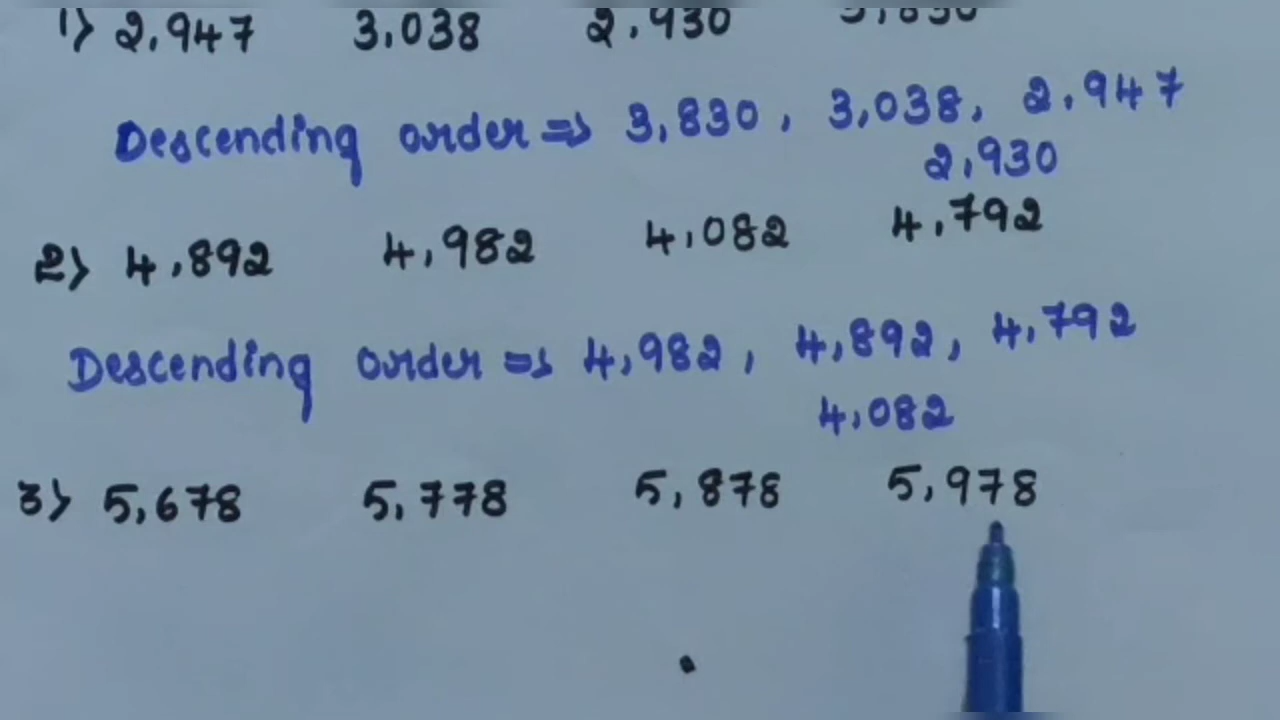 1) 2,947 3,038 2,930 3,830
Descending order => 3,830, 3,038, 2,947
2,930
2) 4,892 4,982 4,082 4,792
Descending order => 4,982, 4,892, 4,792
4,082
3) 5,678 5,778 5,878 5,978